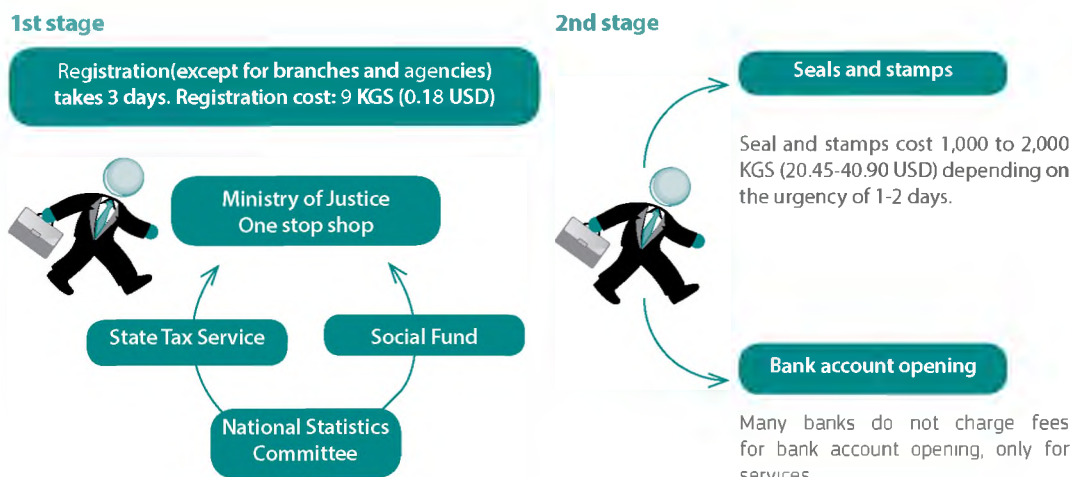 1st stage
Registration(except for branches and agencies)
takes 3 days. Registration cost: 9 KGS (0.18 USD)
Ministry of Justice
One stop shop
State Tax Service
Social Fund
National Statistics
Committee
2nd stage
Seals and stamps
Seal and stamps cost 1,000 to 2,000
KGS (20.45-40.90 USD) depending on
the urgency of 1-2 days.
Bank account opening
Many banks do not charge fees
for bank account opening, only for
services